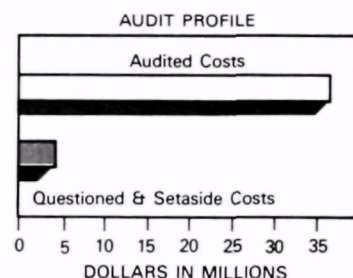 AUDIT PROFILE
Audited Costs
Questioned & Setaside Costs
0 5 10 15 20 25 30 35
DOLLARS IN MILLIONS